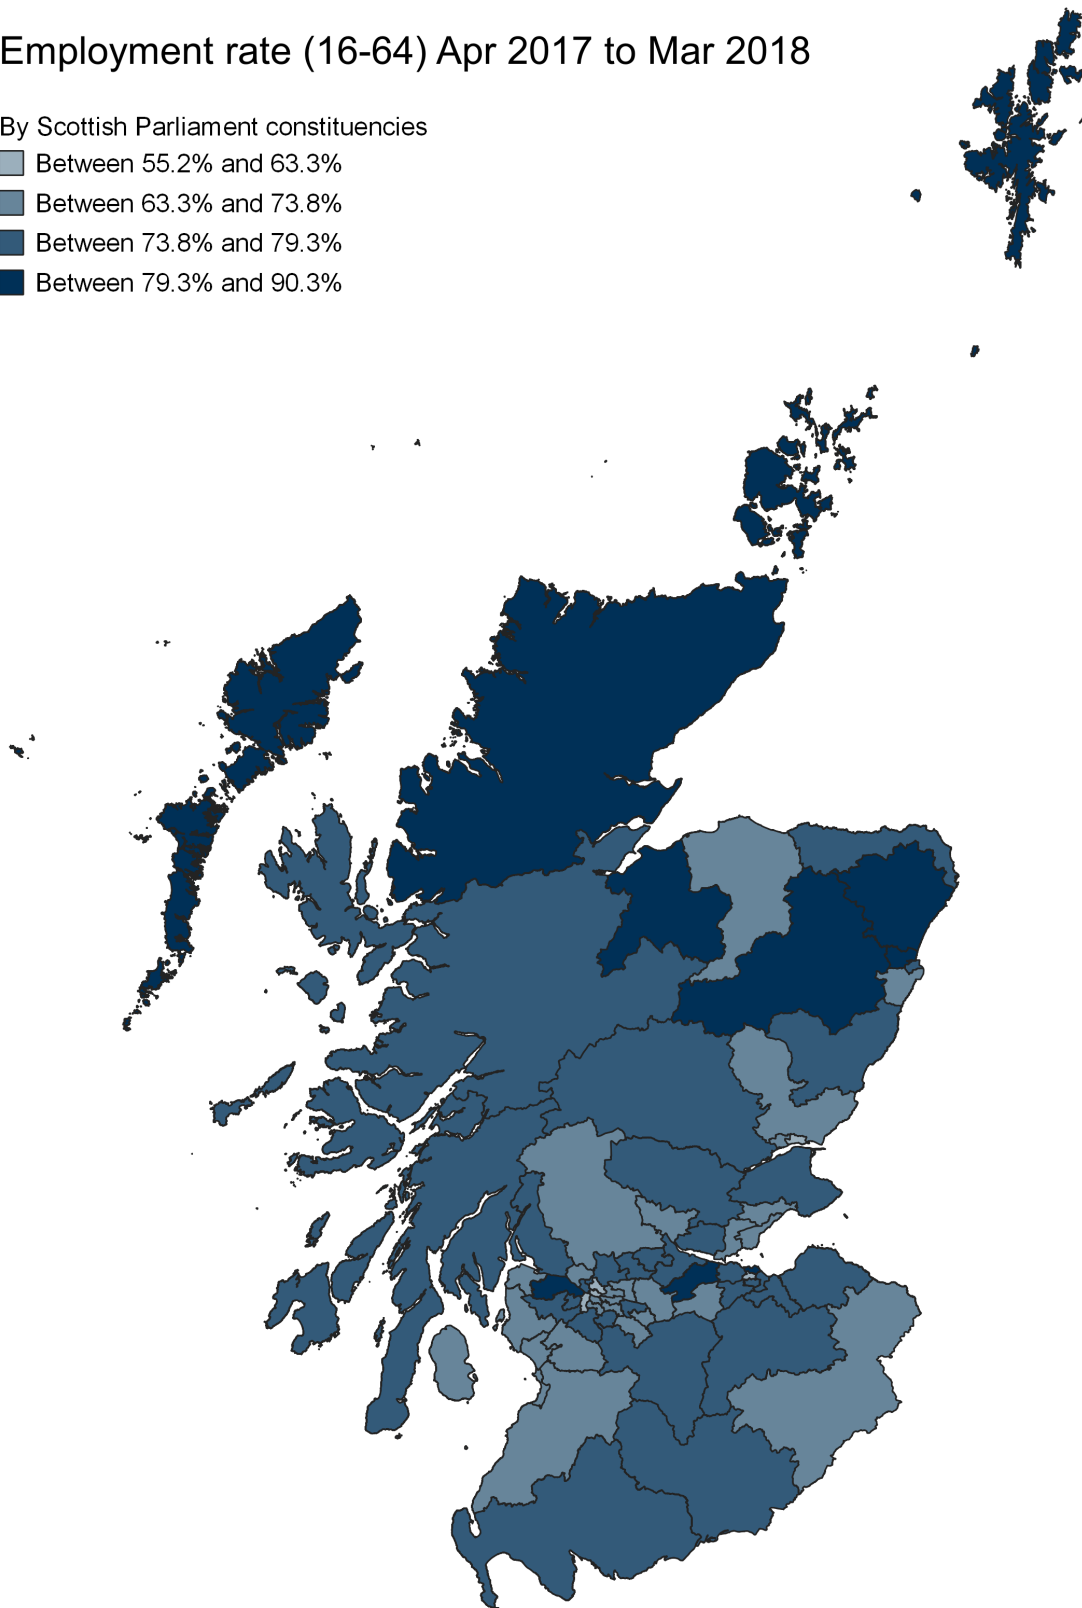 Employment rate (16-64) Apr 2017 to Mar 2018
By Scottish Parliament constituencies
Between 55.2% and 63.3%
Between 63.3% and 73.8%
Between 73.8% and 79.3%
Between 79.3% and 90.3%